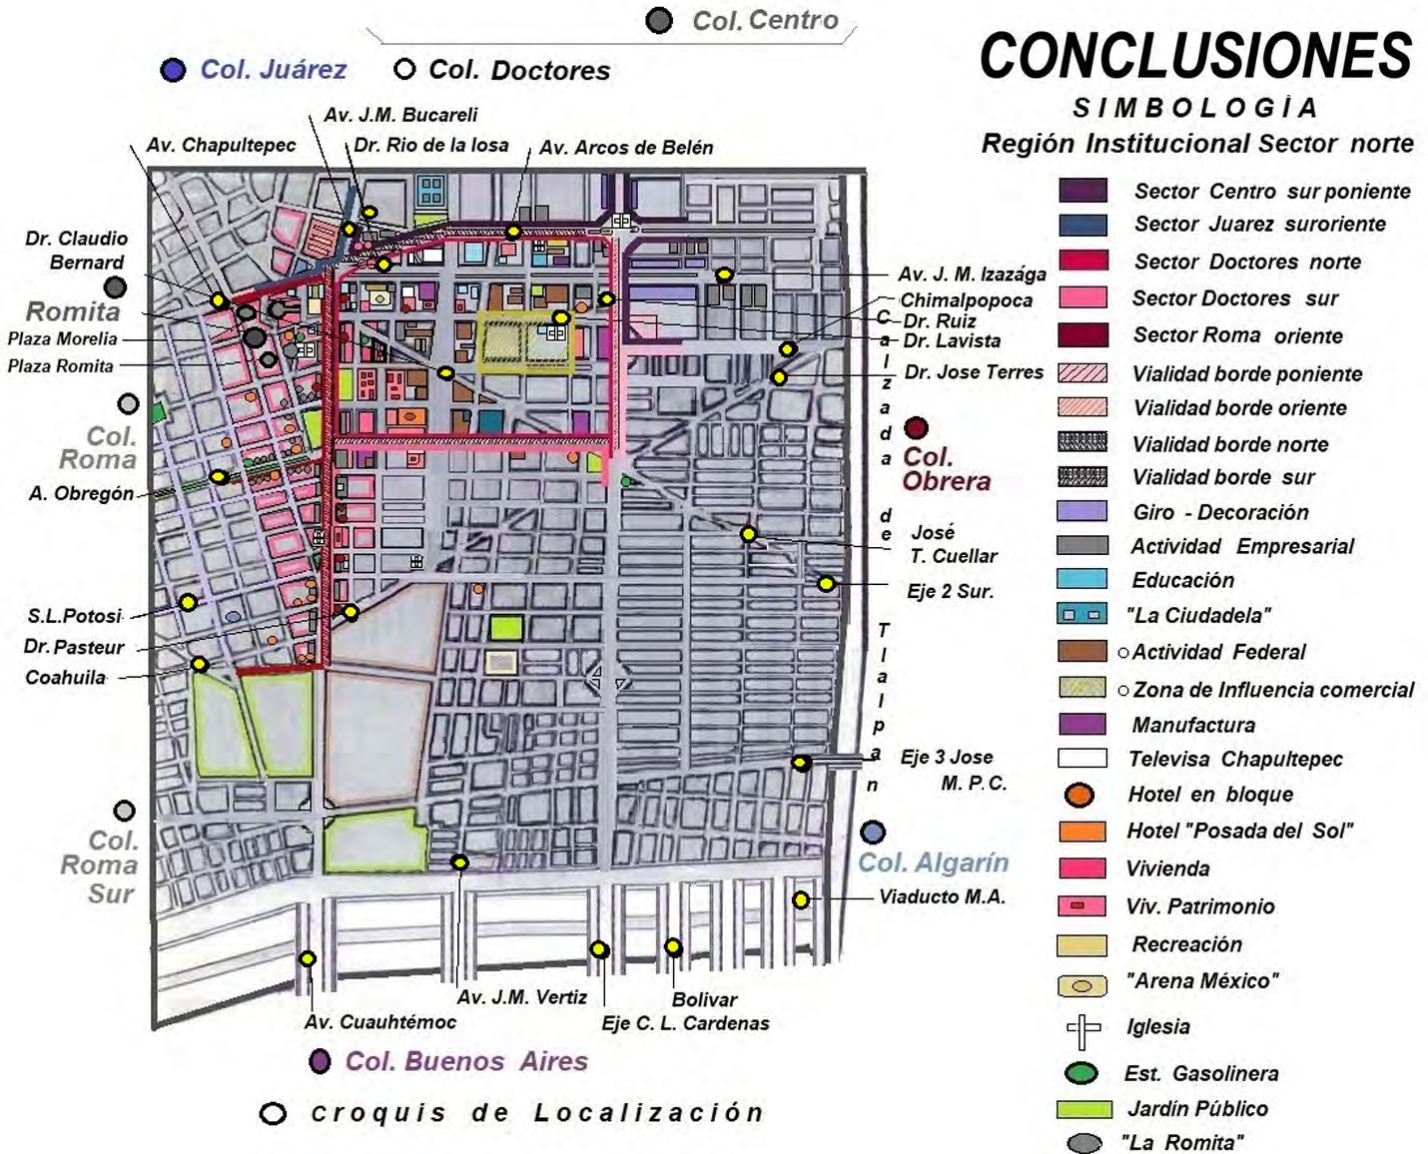 Col. Centro
Col. Juárez
Col. Doctores
Av. J.M. Bucareli
Av. Chapultepec
Dr. Rio de la losa
Av. Arcos de Belén
Dr. Claudio
Bernard
Romita
Plaza Morelia
Plaza Romita
Col.
Roma
A. Obregón
S.L.Potosi
Dr. Pasteur
Coahuila
Col.
Roma
Sur
Av. J. M. Izazága
Chimalpopoca
Dr. Ruiz
Dr. Lavista
Dr. Jose Terres
Calzada de Tlalpan
Col.
Obrera
José
T. Cuellar
Eje 2 Sur.
Eje 3 Jose
M. P. C.
Col. Algarín
Viaducto M.A.
Av. J.M. Vertiz
Bolivar
Av. Cuauhtémoc
Eje C. L. Cardenas
Col. Buenos Aires
Croquis de Localización
CONCLUSIONES
SIMBOLOGÍA
Región Institucional Sector norte
Sector Centro sur poniente
Sector Juarez suroriente
Sector Doctores norte
Sector Doctores sur
Sector Roma oriente
Vialidad borde poniente
Vialidad borde oriente
Vialidad borde norte
Vialidad borde sur
Giro - Decoración
Actividad Empresarial
Educación
"La Ciudadela"
Actividad Federal
Zona de Influencia comercial
Manufactura
Televisa Chapultepec
Hotel en bloque
Hotel "Posada del Sol"
Vivienda
Viv. Patrimonio
Recreación
"Arena México"
Iglesia
Est. Gasolinera
Jardín Público
"La Romita"